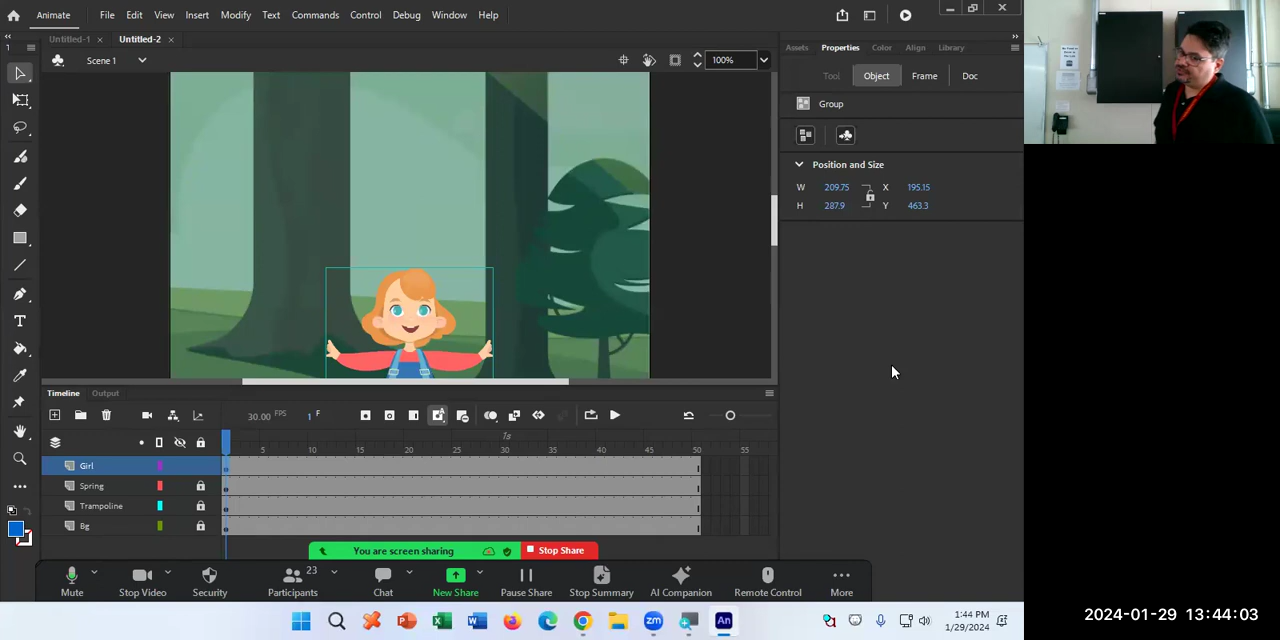 Animate File Edit View Insert Modify Text Commands Control Debug Window Help
Untitled-1 × Untitled-2 ×
Assets Properties Color Align Library
Scene 1 100%
Tool Object Frame Doc
Group
Position and Size
W 209.75 X 195.15
H 287.9 Y 463.3
Timeline Output
30.00 FPS 1 F
1s
5 10 15 20 25 30 35 40 45 50 55
Girl
Spring
Trampoline
Bg
You are screen sharing Stop Share
23
Mute Stop Video Security Participants Chat New Share Pause Share Stop Summary AI Companion Remote Control More
1:44 PM
1/29/2024
2024-01-29 13:44:03